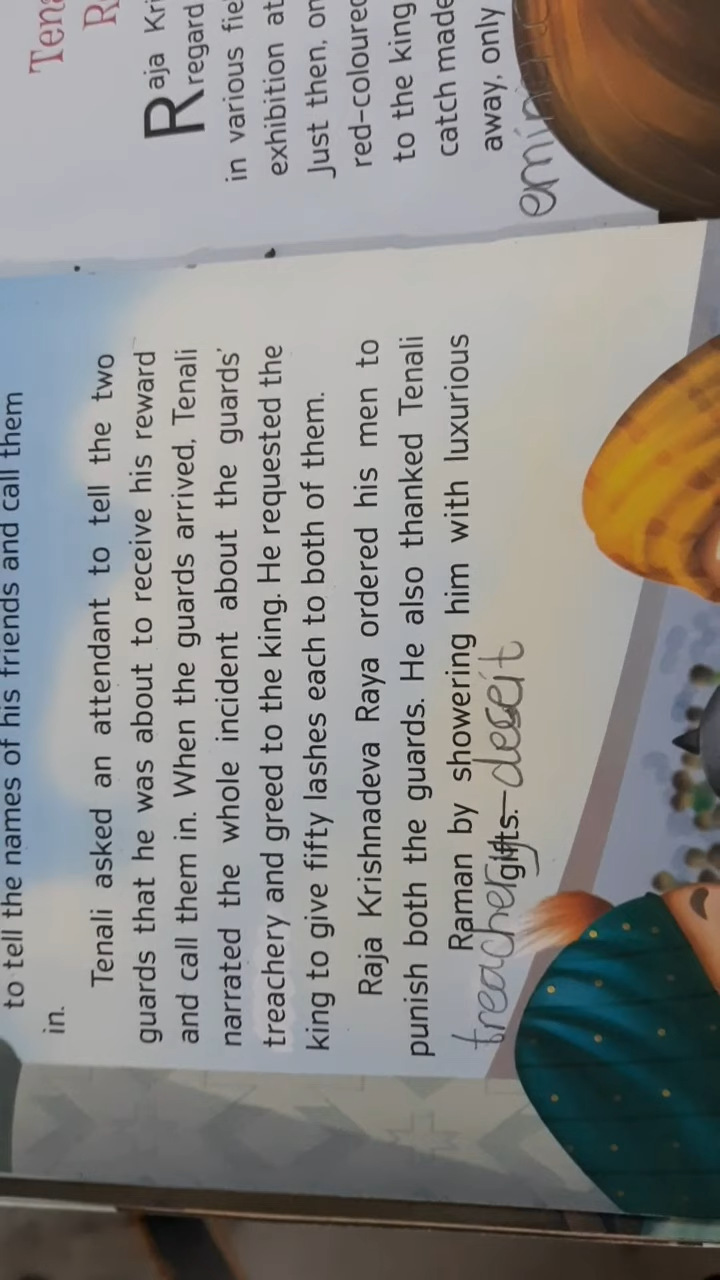 to tell the names of his friends and call them
in.
Tenali asked an attendant to tell the two
guards that he was about to receive his reward
and call them in. When the guards arrived, Tenali
narrated the whole incident about the guards'
treachery and greed to the king. He requested the
king to give fifty lashes each to both of them.
Raja Krishnadeva Raya ordered his men to
punish both the guards. He also thanked Tenali
Raman by showering him with luxurious
gifts.
treachery - deseit
Raja Kri
regard
in various fie
exhibition at
Just then, on
red-coloured
to the king
catch made
away, only